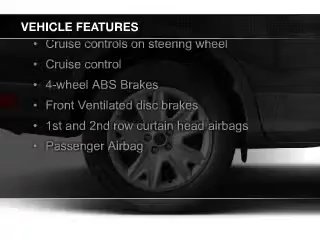 VEHICLE FEATURES
• Cruise controls on steering wheel
• Cruise control
• 4-wheel ABS Brakes
• Front Ventilated disc brakes
• 1st and 2nd row curtain head airbags
• Passenger Airbag